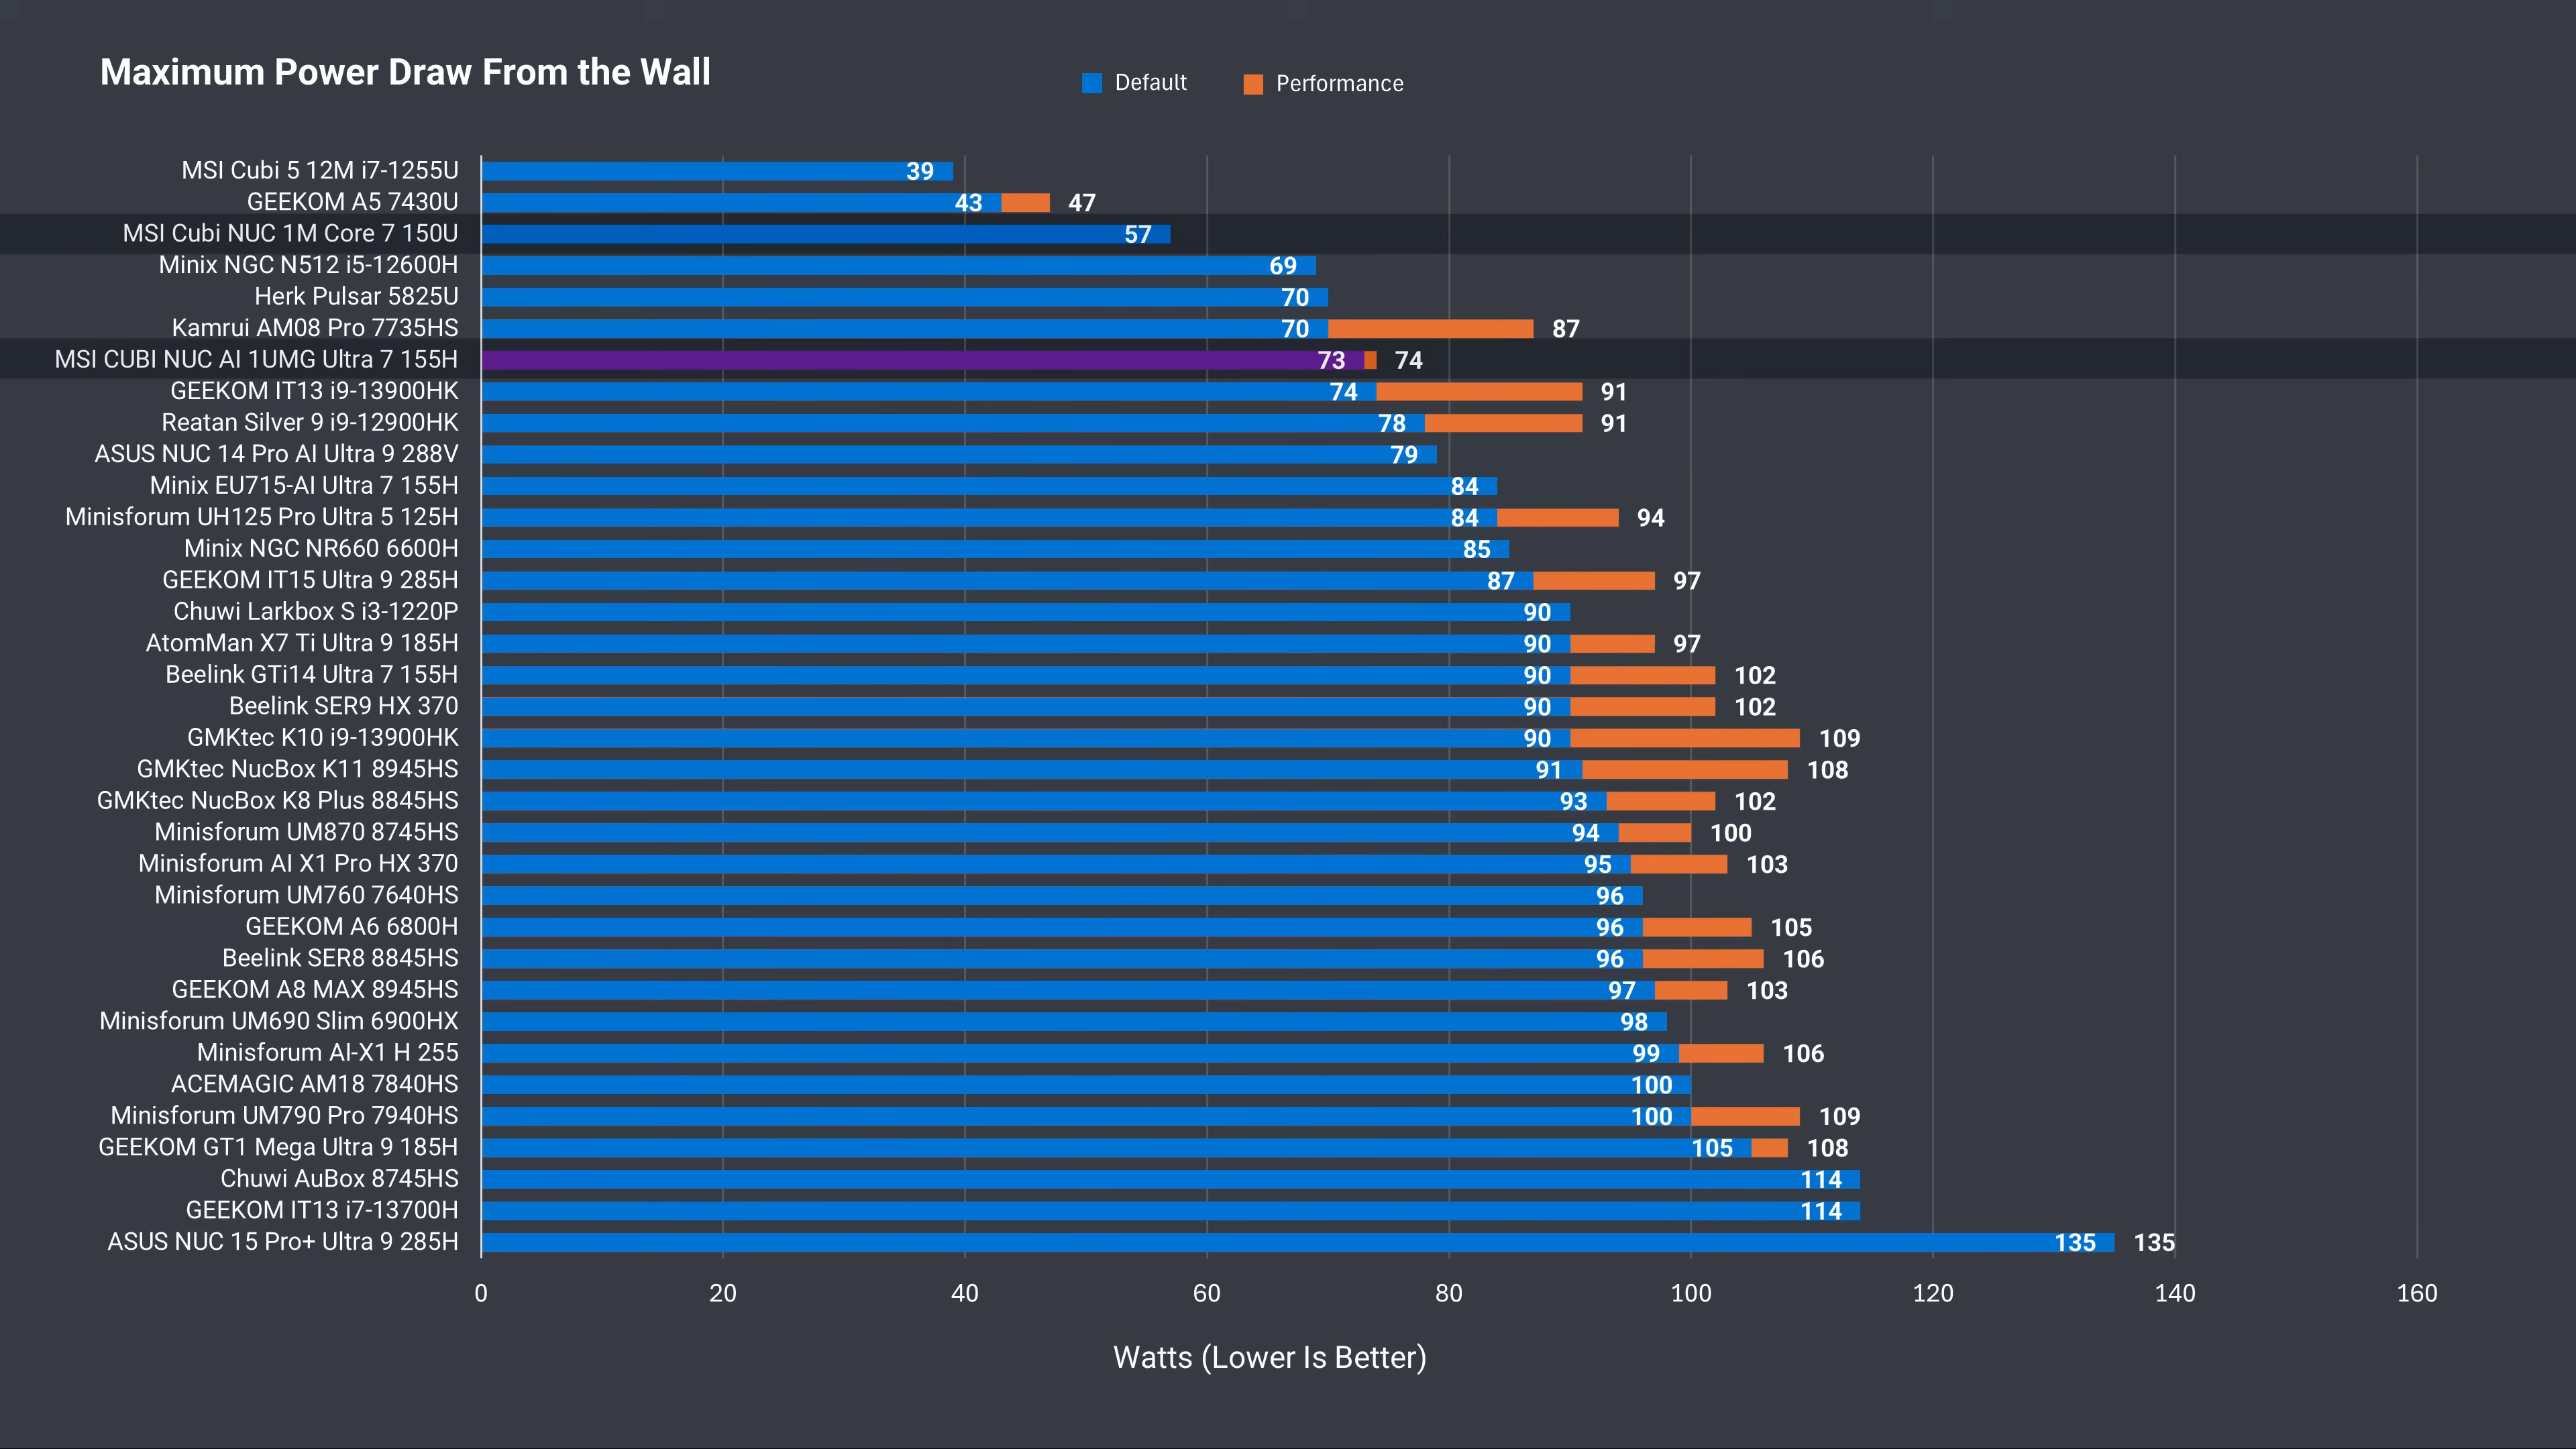 Maximum Power Draw From the Wall
Default Performance
MSI Cubi 5 12M i7-1255U 39
GEEKOM A5 7430U 43 47
MSI Cubi NUC 1M Core 7 150U 57
Minix NGC N512 i5-12600H 69
Herk Pulsar 5825U 70
Kamrui AM08 Pro 7735HS 70 87
MSI CUBI NUC AI 1UMG Ultra 7 155H 73 74
GEEKOM IT13 i9-13900HK 74 91
Reatan Silver 9 i9-12900HK 78 91
ASUS NUC 14 Pro AI Ultra 9 288V 79
Minix EU715-AI Ultra 7 155H 84
Minisforum UH125 Pro Ultra 5 125H 84 94
Minix NGC NR660 6600H 85
GEEKOM IT15 Ultra 9 285H 87 97
Chuwi Larkbox S i3-1220P 90
AtomMan X7 Ti Ultra 9 185H 90 97
Beelink GTi14 Ultra 7 155H 90 102
Beelink SER9 HX 370 90 102
GMKtec K10 i9-13900HK 90 109
GMKtec NucBox K11 8945HS 91 108
GMKtec NucBox K8 Plus 8845HS 93 102
Minisforum UM870 8745HS 94 100
Minisforum AI X1 Pro HX 370 95 103
Minisforum UM760 7640HS 96
GEEKOM A6 6800H 96 105
Beelink SER8 8845HS 96 106
GEEKOM A8 MAX 8945HS 97 103
Minisforum UM690 Slim 6900HX 98
Minisforum AI-X1 H 255 99 106
ACEMAGIC AM18 7840HS 100
Minisforum UM790 Pro 7940HS 100 109
GEEKOM GT1 Mega Ultra 9 185H 105 108
Chuwi AuBox 8745HS 114
GEEKOM IT13 i7-13700H 114
ASUS NUC 15 Pro+ Ultra 9 285H 135 135
0 20 40 60 80 100 120 140 160
Watts (Lower Is Better)